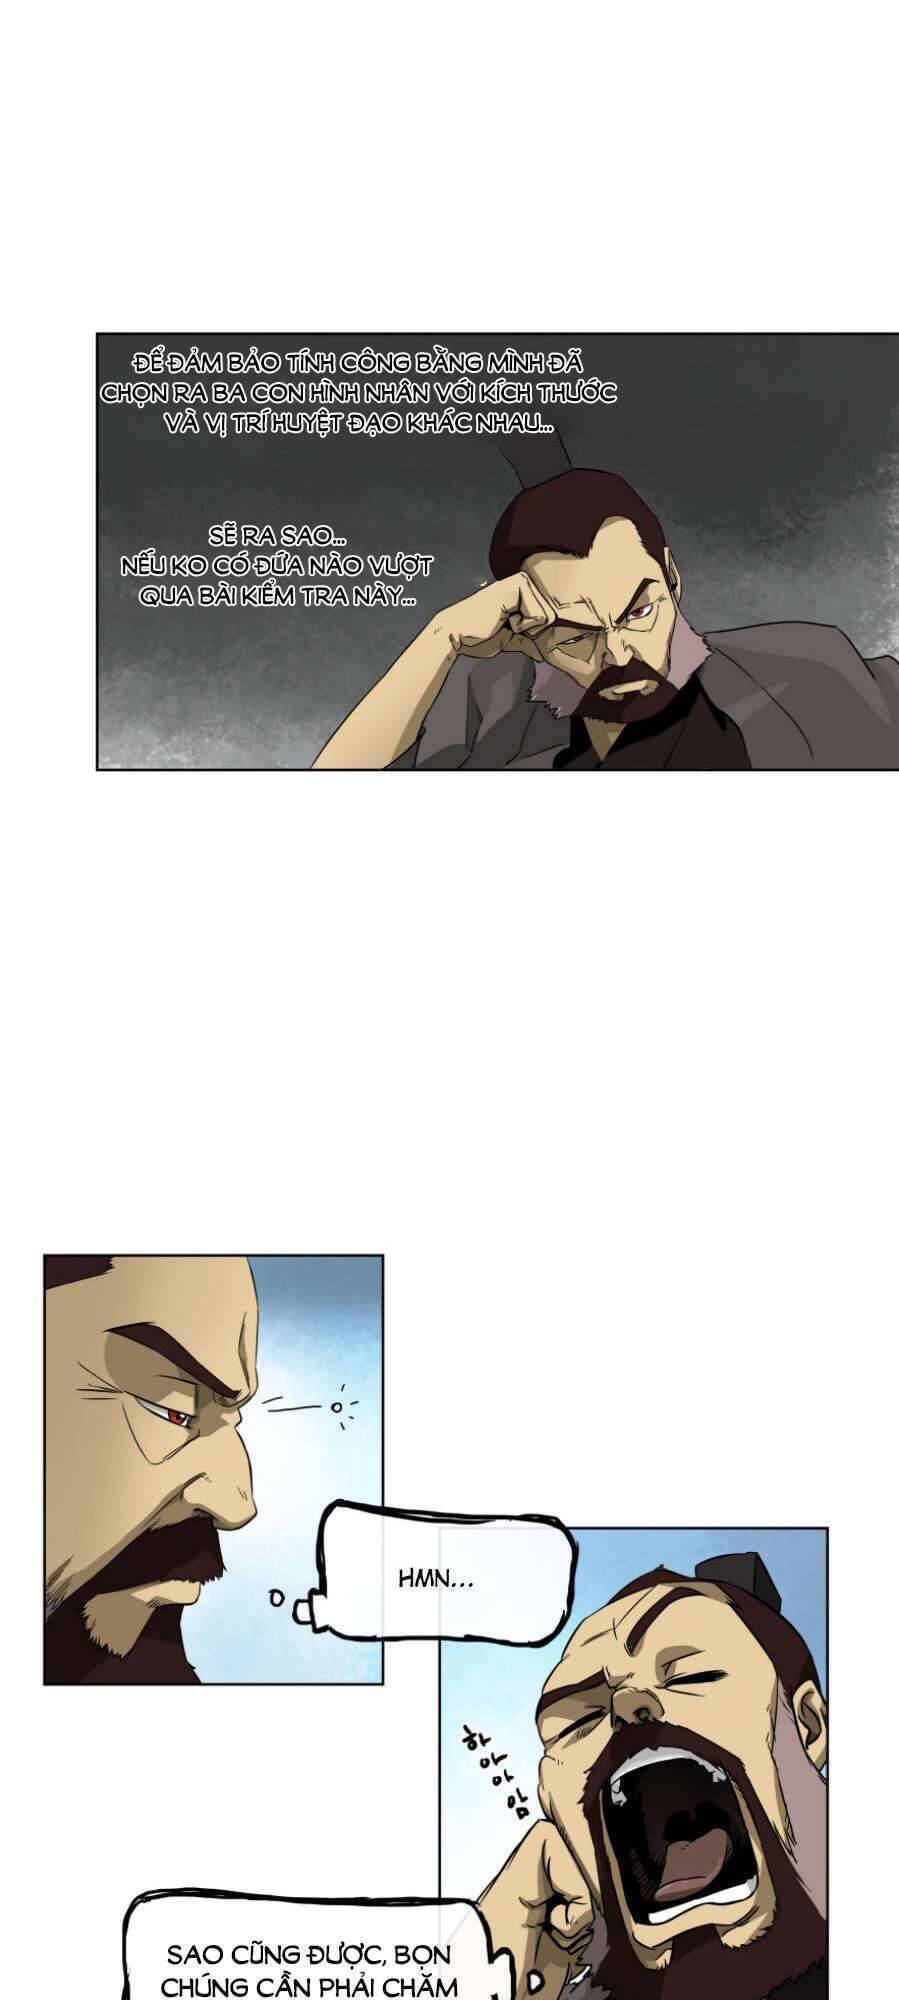 ĐỂ ĐẢM BẢO TÍNH CÔNG BẰNG MÌNH ĐÃ
CHỌN RA BA CON HÌNH NHÂN VỚI KÍCH THƯỚC
VÀ VỊ TRÍ HUYỆT ĐẠO KHÁC NHAU...
SẼ RA SAO...
NẾU KO CÓ ĐỨA NÀO VƯỢT
QUA BÀI KIỂM TRA NÀY...
HMN...
하아아암
SAO CŨNG ĐƯỢC, BỌN
CHÚNG CẦN PHẢI CHĂM